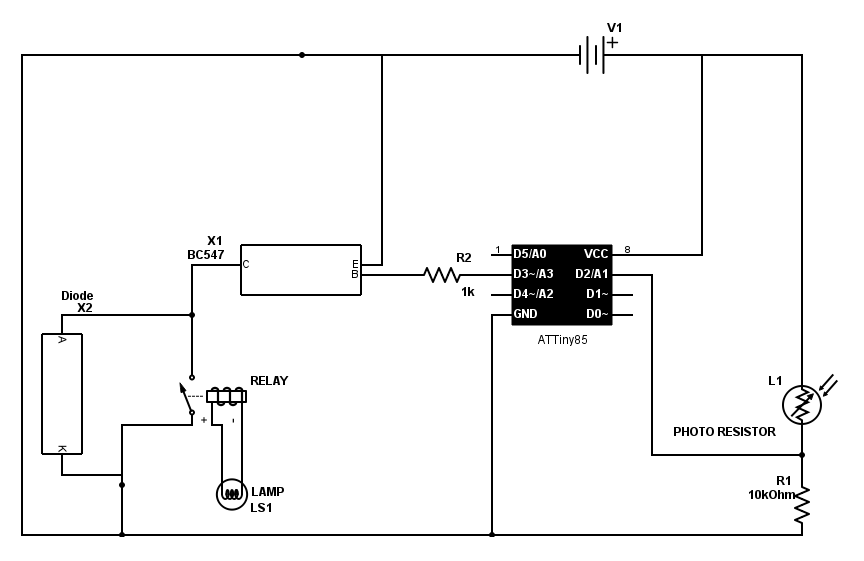 V1
+
X1
BC547
C
E
B
R2
1k
1
D5/A0
VCC
8
D3~/A3
D2/A1
D4~/A2
D1~
GND
D0~
ATTiny85
Diode
X2
A
K
RELAY
+
-
LAMP
LS1
L1
PHOTO RESISTOR
R1
10kOhm